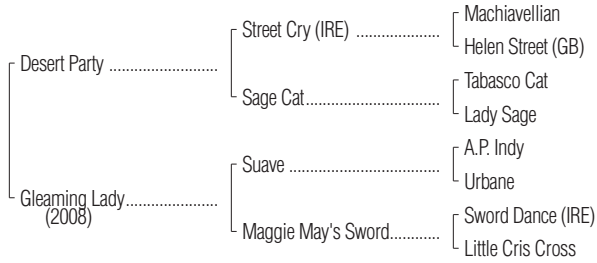 Machiavellian
Street Cry (IRE) ....................
Helen Street (GB)
Desert Party ..........................
Tabasco Cat
Sage Cat................................
Lady Sage
A.P. Indy
Suave ....................................
Urbane
Gleaming Lady......................
(2008)
Sword Dance (IRE)
Maggie May's Sword............
Little Cris Cross